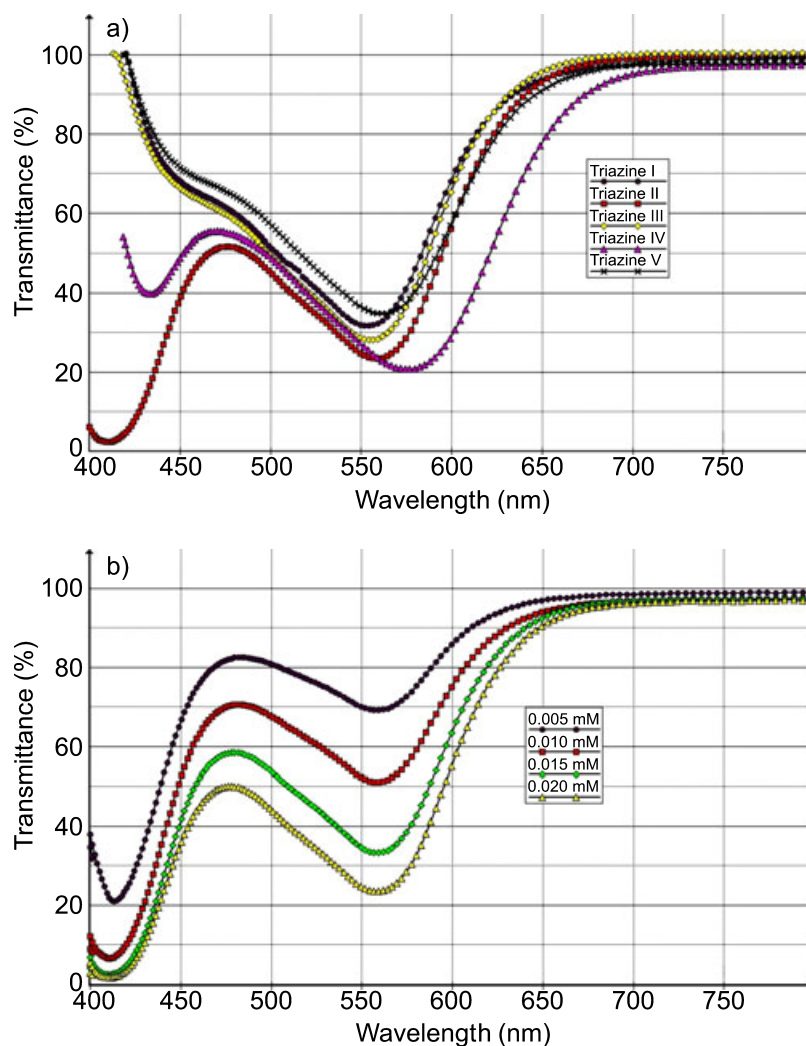 a)
100
80
60
40
20
0
Transmittance (%)
Triazine I
Triazine II
Triazine III
Triazine IV
Triazine V
400 450 500 550 600 650 700 750
Wavelength (nm)
b)
100
80
60
40
20
0
Transmittance (%)
0.005 mM
0.010 mM
0.015 mM
0.020 mM
400 450 500 550 600 650 700 750
Wavelength (nm)